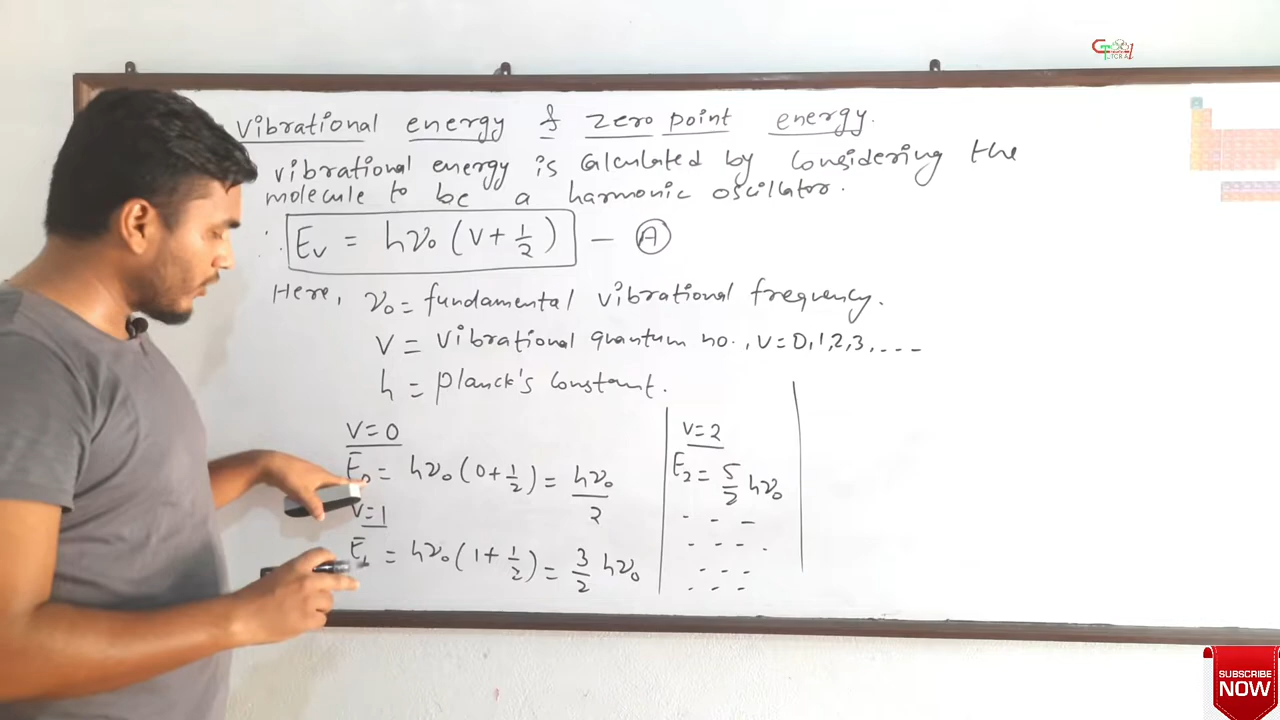 Vibrational energy & zero point energy.
Vibrational energy is calculated by considering the
molecule to be a harmonic oscillator.
∴ Eᵥ = hν₀ (v + 1/2) — (A)
Here, ν₀ = fundamental vibrational frequency.
v = vibrational quantum no., v = 0, 1, 2, 3, ....
h = Planck's constant.
v = 0
E₀ = hν₀ (0 + 1/2) = hν₀/2
v = 1
E₁ = hν₀ (1 + 1/2) = 3/2 hν₀
v = 2
E₂ = 5/2 hν₀
SUBSCRIBE
NOW